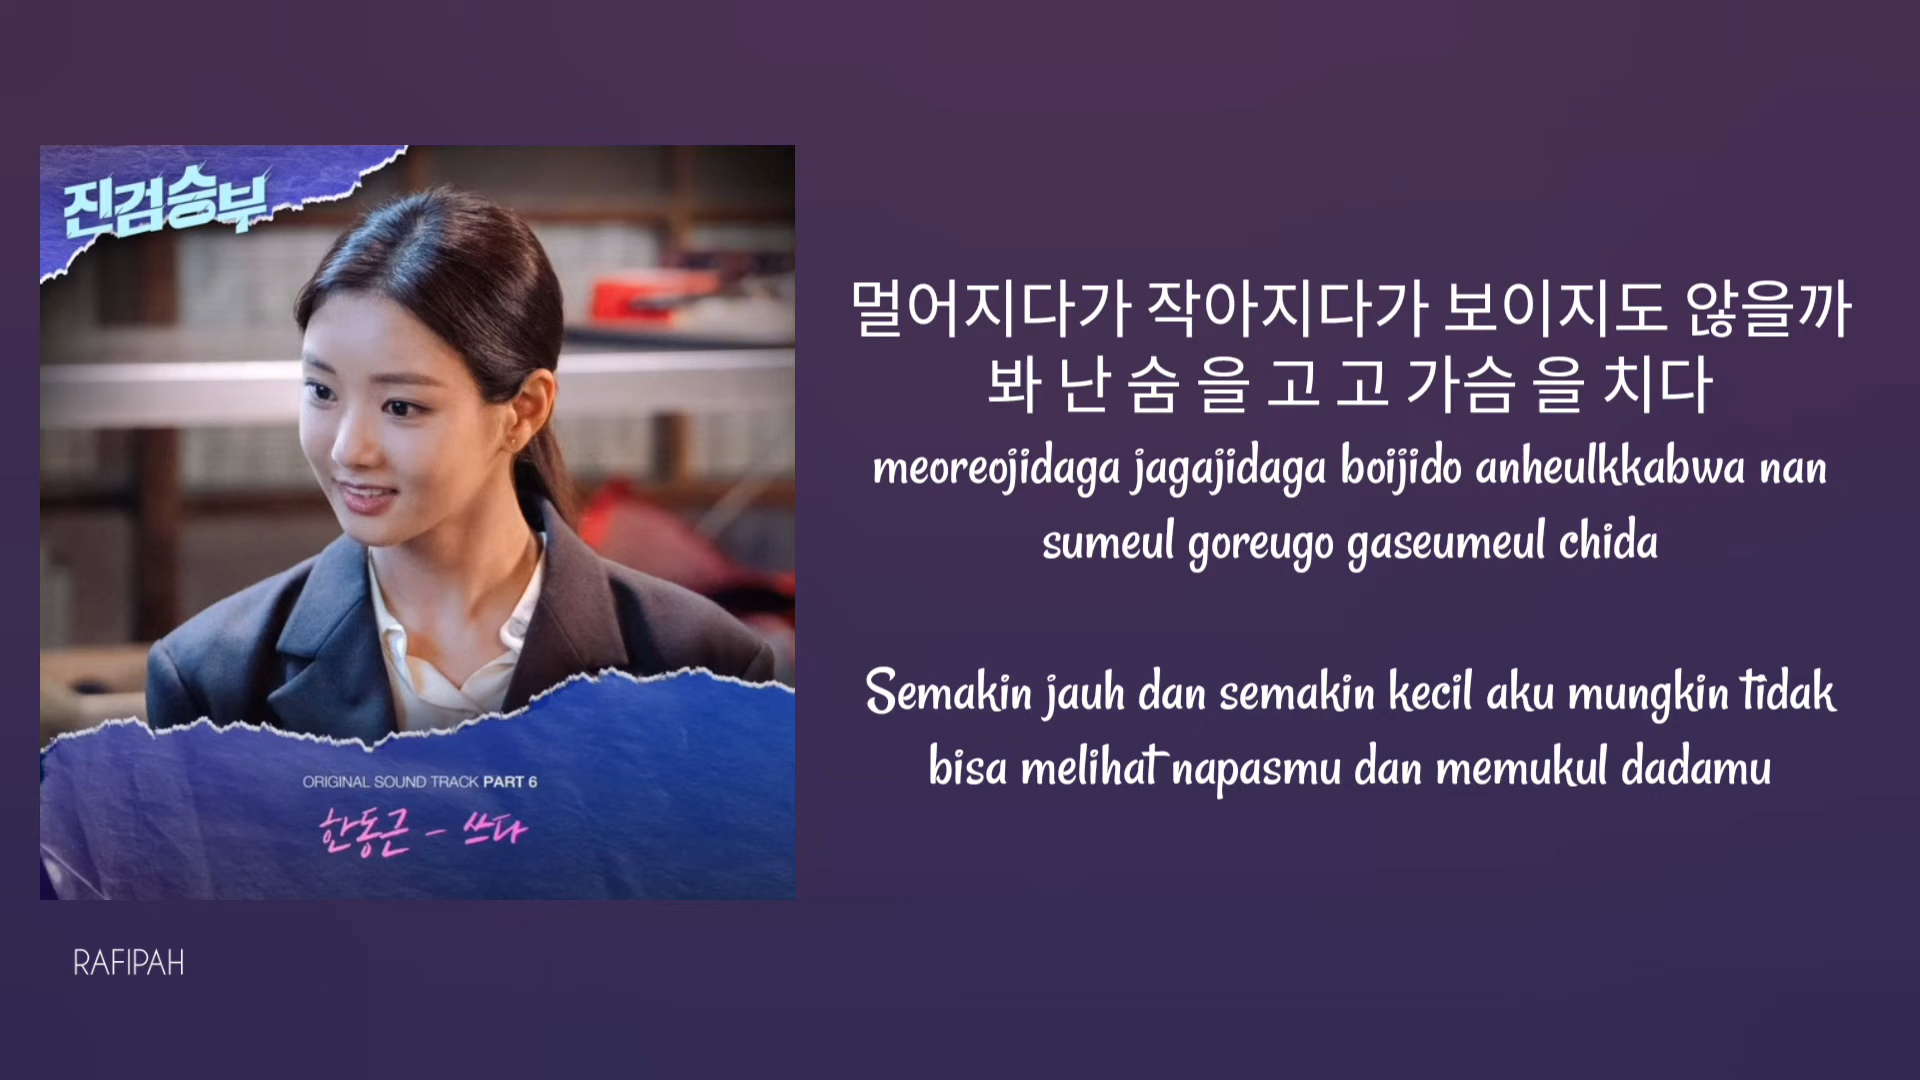 진검승부
ORIGINAL SOUND TRACK PART 6
한동근 - 쓰다
멀어지다가 작아지다가 보이지도 않을까
봐 난 숨 을 고 고 가슴 을 치다
meoreojidaga jagajidaga boijido anheulkkabwa nan
sumeul goreugo gaseumeul chida
Semakin jauh dan semakin kecil aku mungkin tidak
bisa melihat napasmu dan memukul dadamu
RAFIPAH